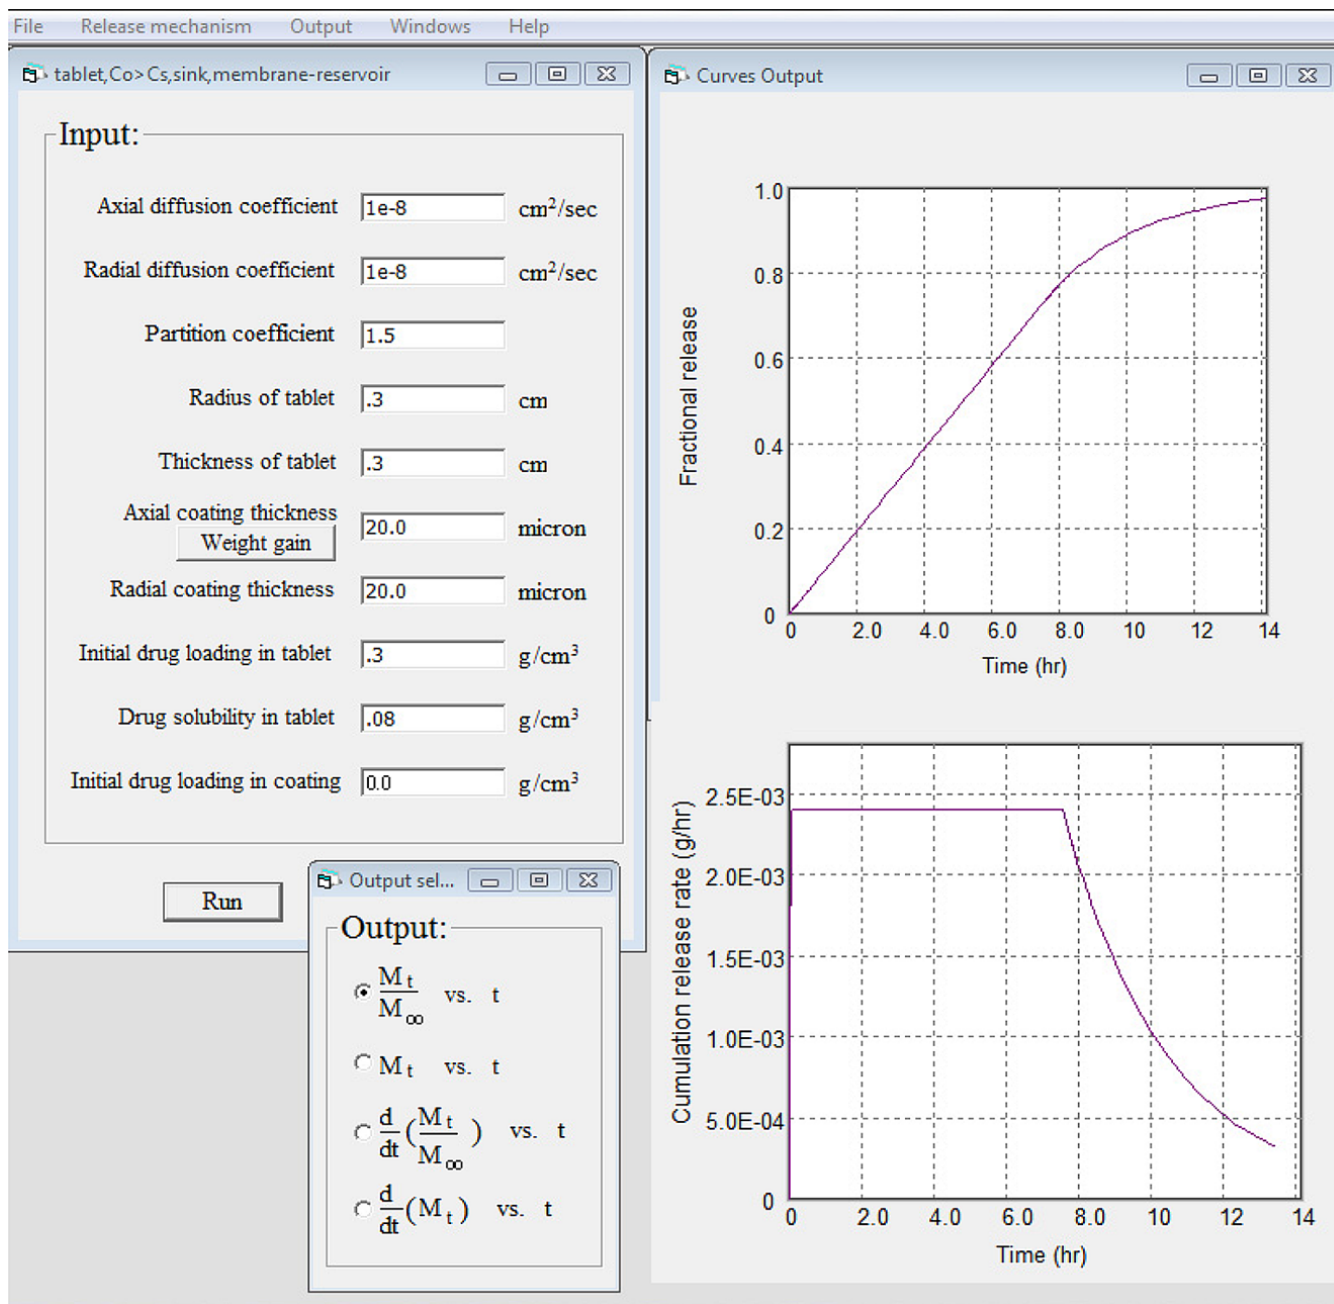 File Release mechanism Output Windows Help
tablet,Co>Cs,sink,membrane-reservoir
Input:
Axial diffusion coefficient 1e-8 cm²/sec
Radial diffusion coefficient 1e-8 cm²/sec
Partition coefficient 1.5
Radius of tablet .3 cm
Thickness of tablet .3 cm
Axial coating thickness 20.0 micron
Weight gain
Radial coating thickness 20.0 micron
Initial drug loading in tablet .3 g/cm³
Drug solubility in tablet .08 g/cm³
Initial drug loading in coating 0.0 g/cm³
Run
Output sel...
Output:
M t / M ∞ vs. t
M t vs. t
d/dt (M t / M ∞) vs. t
d/dt (M t) vs. t
Curves Output
Fractional release
1.0
0.8
0.6
0.4
0.2
0
0 2.0 4.0 6.0 8.0 10 12 14
Time (hr)
Cumulation release rate (g/hr)
2.5E-03
2.0E-03
1.5E-03
1.0E-03
5.0E-04
0
0 2.0 4.0 6.0 8.0 10 12 14
Time (hr)